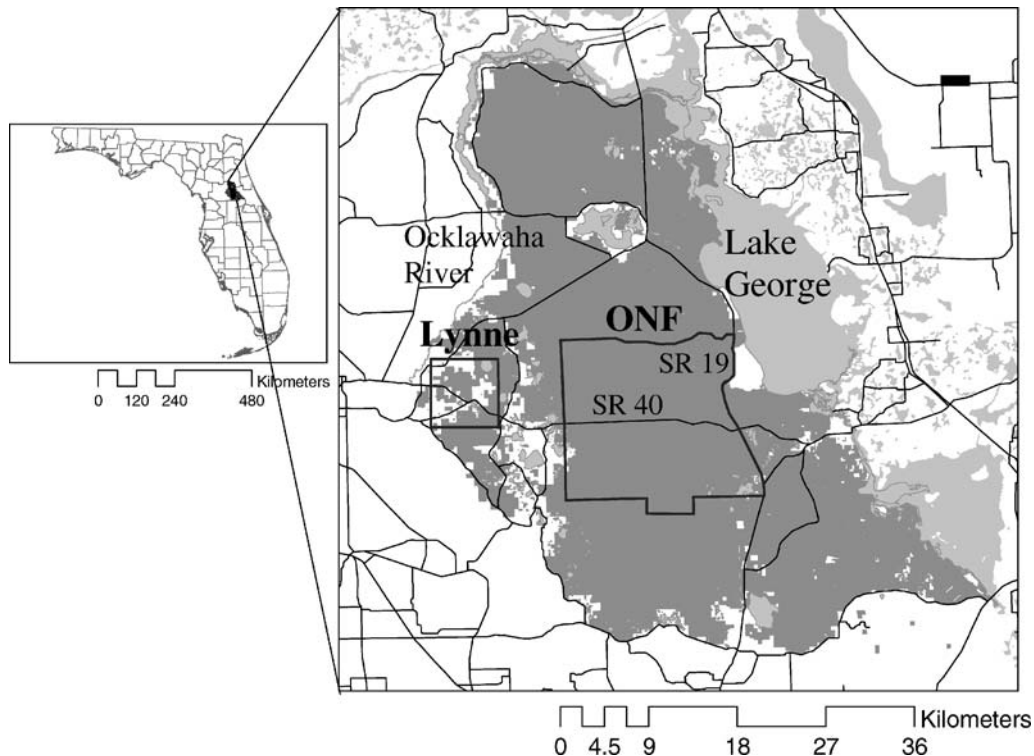 Ocklawaha
River
Lake
George
Lynne
ONF
SR 19
SR 40
Kilometers
0 120 240 480
Kilometers
0 4.5 9 18 27 36